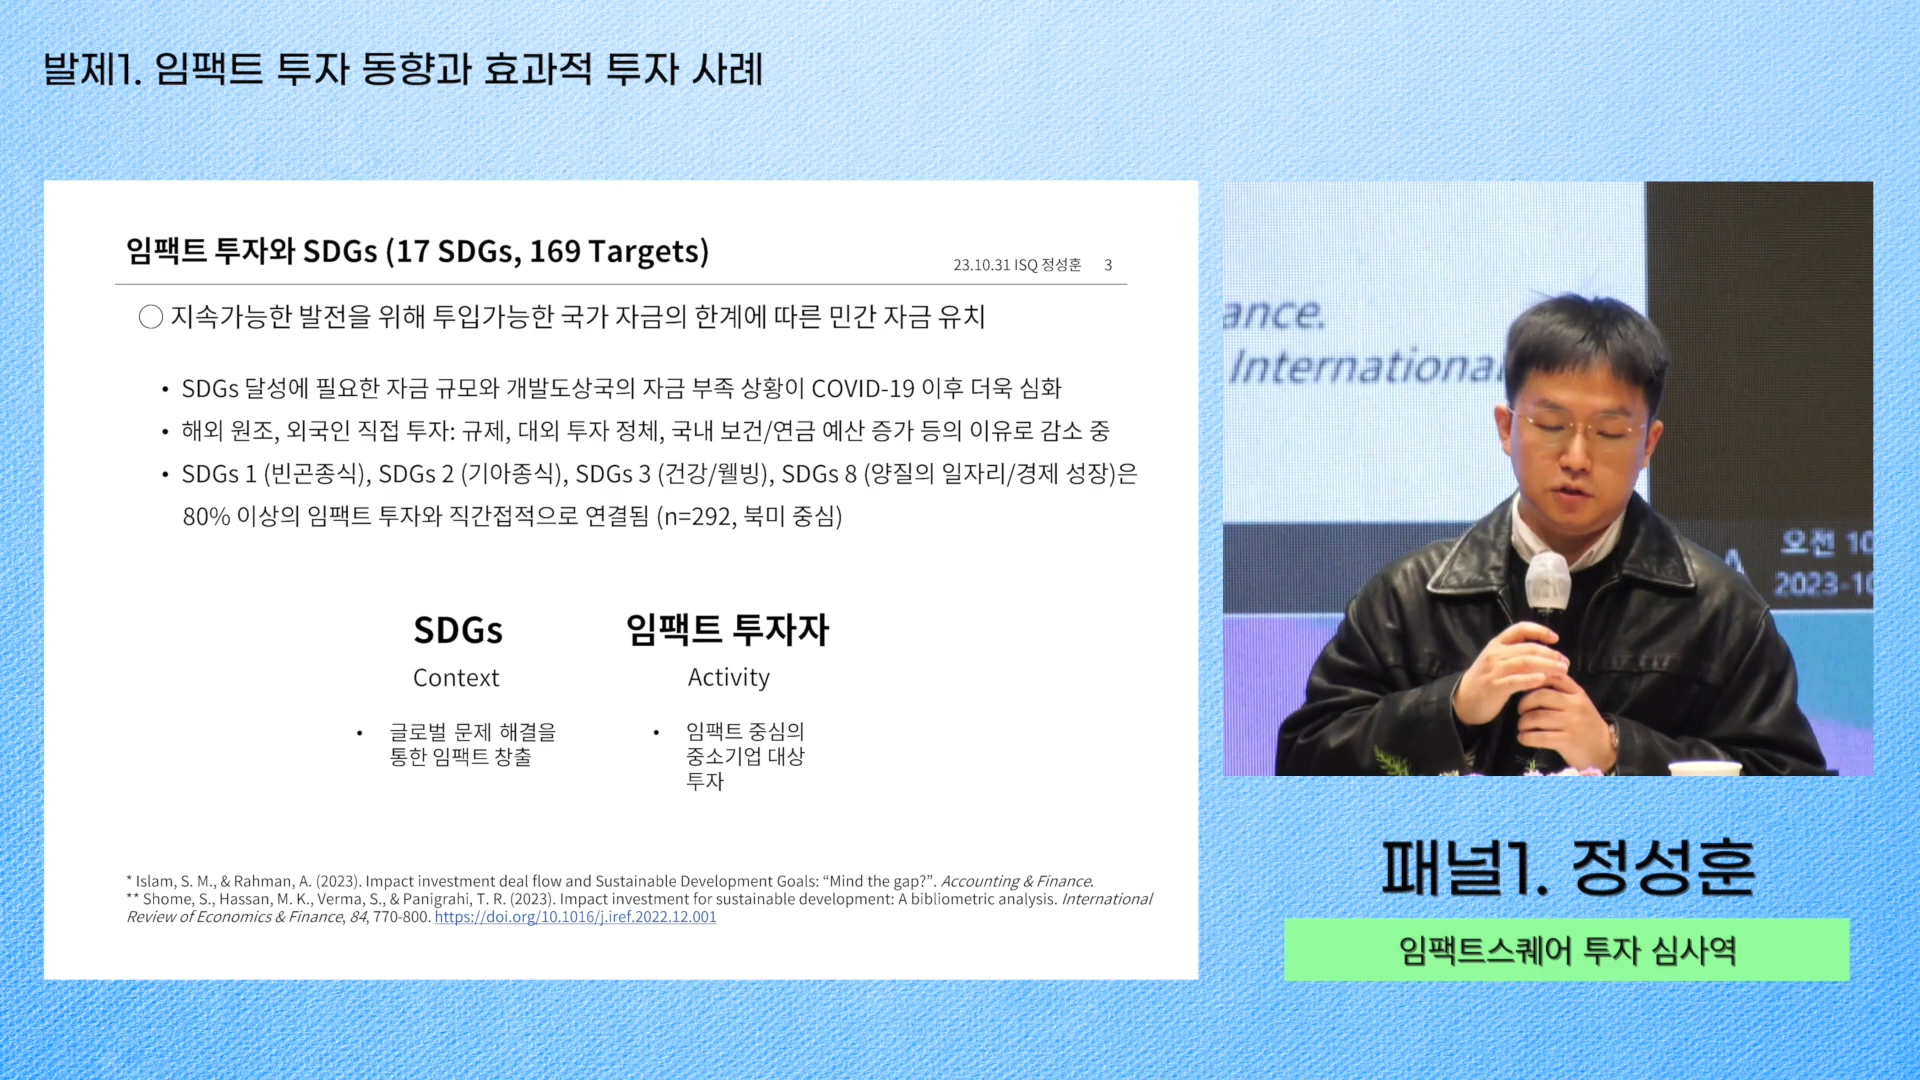 발제1. 임팩트 투자 동향과 효과적 투자 사례
임팩트 투자와 SDGs (17 SDGs, 169 Targets)
23.10.31 ISQ 정성훈 3
○ 지속가능한 발전을 위해 투입가능한 국가 자금의 한계에 따른 민간 자금 유치
• SDGs 달성에 필요한 자금 규모와 개발도상국의 자금 부족 상황이 COVID-19 이후 더욱 심화
• 해외 원조, 외국인 직접 투자: 규제, 대외 투자 정체, 국내 보건/연금 예산 증가 등의 이유로 감소 중
• SDGs 1 (빈곤종식), SDGs 2 (기아종식), SDGs 3 (건강/웰빙), SDGs 8 (양질의 일자리/경제 성장)은
80% 이상의 임팩트 투자와 직간접적으로 연결됨 (n=292, 북미 중심)
SDGs
Context
• 글로벌 문제 해결을
통한 임팩트 창출
임팩트 투자자
Activity
• 임팩트 중심의
중소기업 대상
투자
* Islam, S. M., & Rahman, A. (2023). Impact investment deal flow and Sustainable Development Goals: “Mind the gap?”. Accounting & Finance.
** Shome, S., Hassan, M. K., Verma, S., & Panigrahi, T. R. (2023). Impact investment for sustainable development: A bibliometric analysis. International
Review of Economics & Finance, 84, 770-800. https://doi.org/10.1016/j.iref.2022.12.001
ance.
International
오전 10
2023-10
패널1. 정성훈
임팩트스퀘어 투자 심사역